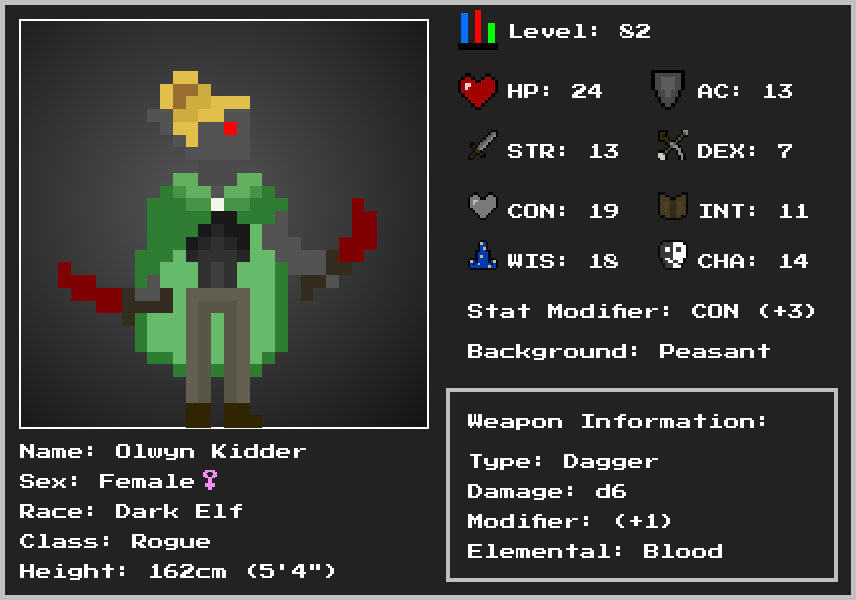 Level: 82
HP: 24 AC: 13
STR: 13 DEX: 7
CON: 19 INT: 11
WIS: 18 CHA: 14
Stat Modifier: CON (+3)
Background: Peasant
Weapon Information:
Type: Dagger
Damage: d6
Modifier: (+1)
Elemental: Blood
Name: Olwyn Kidder
Sex: Female♀
Race: Dark Elf
Class: Rogue
Height: 162cm (5'4")